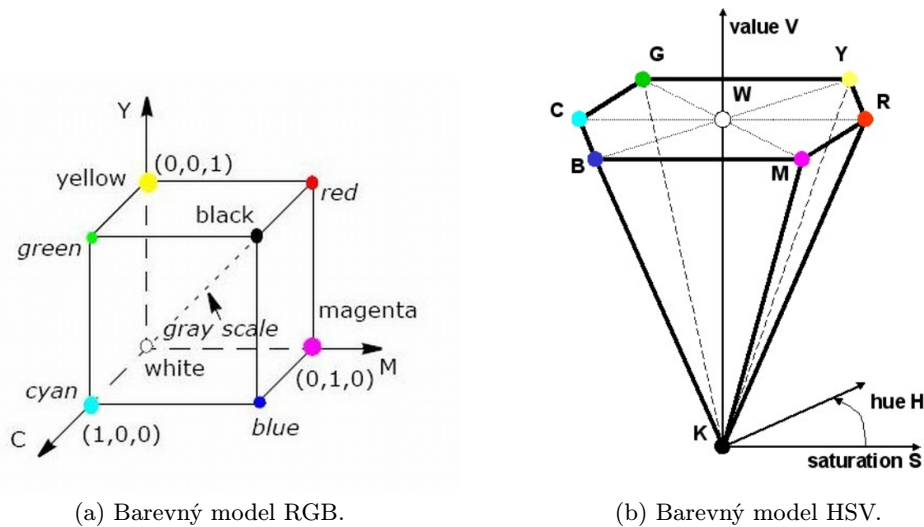 Y
(0,0,1)
yellow
red
black
green
magenta
gray scale
white
M
(0,1,0)
cyan
C
(1,0,0)
blue
(a) Barevný model RGB.
value V
G
Y
W
C
R
B
M
hue H
K
saturation S
(b) Barevný model HSV.